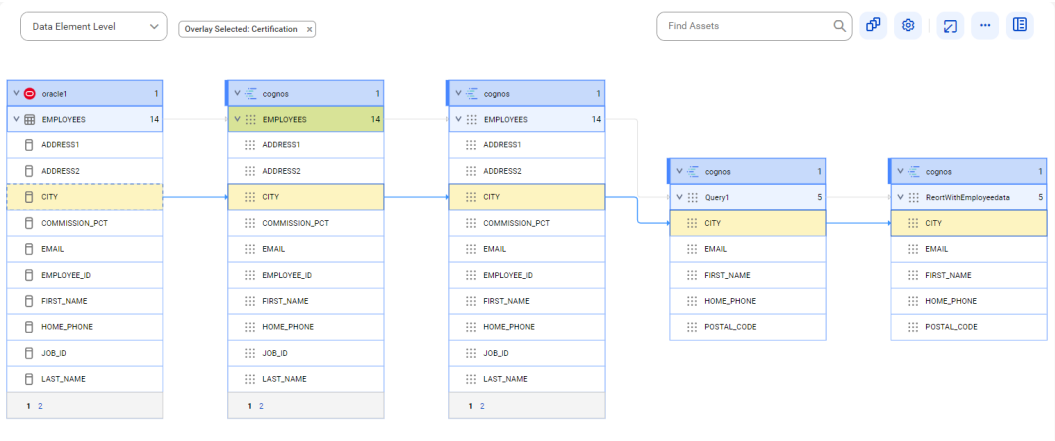 Data Element Level
Overlay Selected: Certification ×
Find Assets
oracle1 1
EMPLOYEES 14
ADDRESS1
ADDRESS2
CITY
COMMISSION_PCT
EMAIL
EMPLOYEE_ID
FIRST_NAME
HOME_PHONE
JOB_ID
LAST_NAME
1 2
cognos 1
EMPLOYEES 14
ADDRESS1
ADDRESS2
CITY
COMMISSION_PCT
EMAIL
EMPLOYEE_ID
FIRST_NAME
HOME_PHONE
JOB_ID
LAST_NAME
1 2
cognos 1
EMPLOYEES 14
ADDRESS1
ADDRESS2
CITY
COMMISSION_PCT
EMAIL
EMPLOYEE_ID
FIRST_NAME
HOME_PHONE
JOB_ID
LAST_NAME
1 2
cognos 1
Query1 5
CITY
EMAIL
FIRST_NAME
HOME_PHONE
POSTAL_CODE
cognos 1
ReortWithEmployeedata 5
CITY
EMAIL
FIRST_NAME
HOME_PHONE
POSTAL_CODE